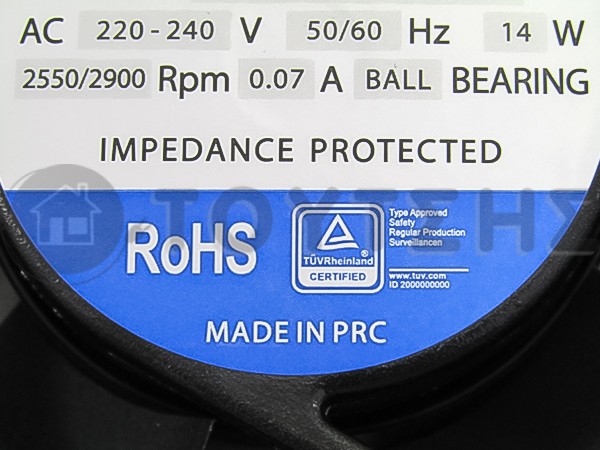 AC 220-240 V 50/60 Hz 14 W
2550/2900 Rpm 0.07 A BALL BEARING
IMPEDANCE PROTECTED
ΤΟΥΣΗΣ
RoHS
TÜVRheinland
CERTIFIED
Type Approved
Safety
Regular Production
Surveillancen
www.tuv.com
ID 2000000000
MADE IN PRC